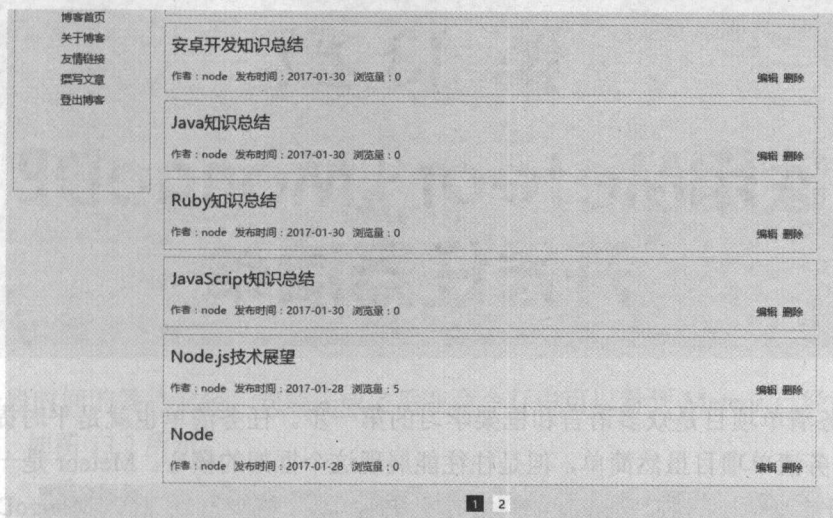 博客首页
关于博客
友情链接
撰写文章
登出博客
安卓开发知识总结
作者：node 发布时间：2017-01-30 浏览量：0
编辑 删除
Java知识总结
作者：node 发布时间：2017-01-30 浏览量：0
编辑 删除
Ruby知识总结
作者：node 发布时间：2017-01-30 浏览量：0
编辑 删除
JavaScript知识总结
作者：node 发布时间：2017-01-30 浏览量：0
编辑 删除
Node.js技术展望
作者：node 发布时间：2017-01-28 浏览量：5
编辑 删除
Node
作者：node 发布时间：2017-01-28 浏览量：0
编辑 删除
1 2